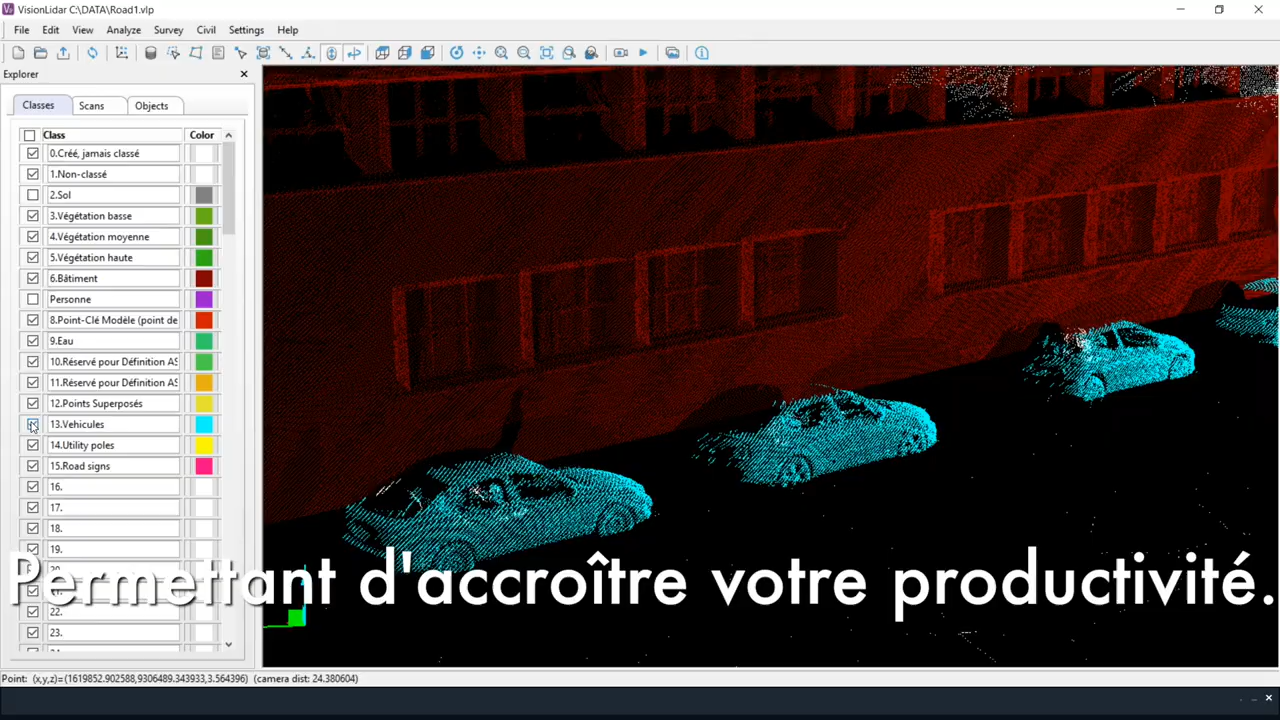 VisionLidar C:\DATA\Road1.vlp
File Edit View Analyze Survey Civil Settings Help
Explorer
Classes Scans Objects
Class Color
0.Créé, jamais classé
1.Non-classé
2.Sol
3.Végétation basse
4.Végétation moyenne
5.Végétation haute
6.Bâtiment
Personne
8.Point-Clé Modèle (point de
9.Eau
10.Réservé pour Définition AS
11.Réservé pour Définition AS
12.Points Superposés
13.Vehicules
14.Utility poles
15.Road signs
16.
17.
18.
19.
Permettant d'accroître votre productivité.
22.
23.
Point: (x,y,z)=(1619852.902588,9306489.343933,3.564396) (camera dist: 24.380604)